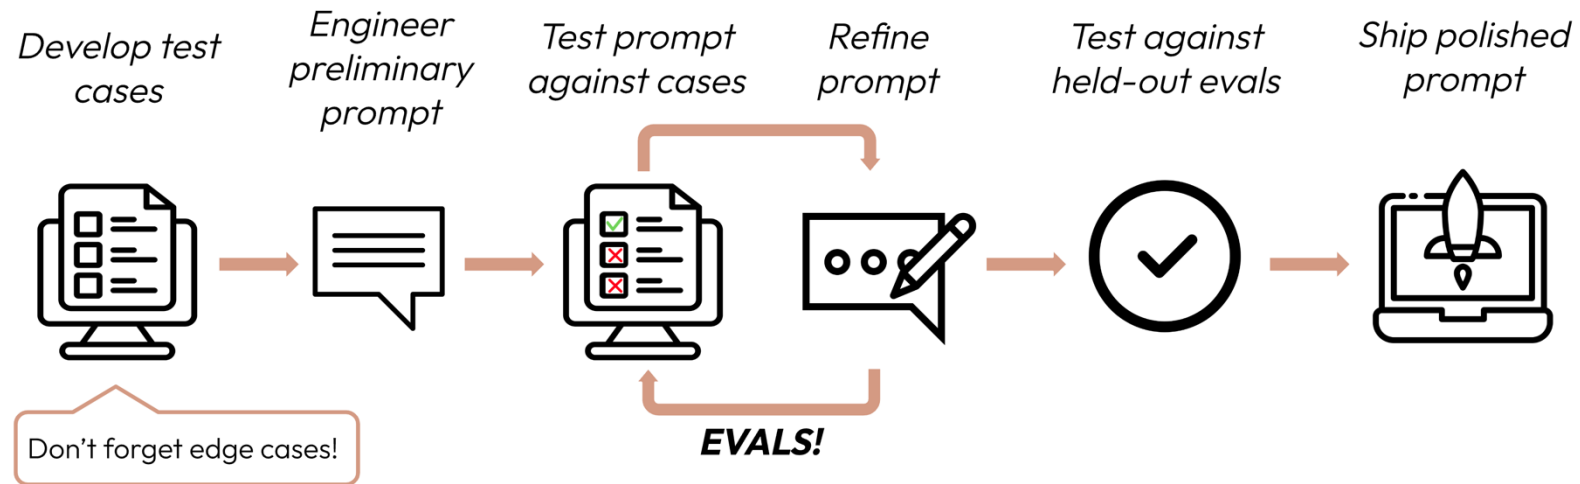 Develop test
cases
Engineer
preliminary
prompt
Test prompt
against cases
Refine
prompt
Test against
held-out evals
Ship polished
prompt
Don't forget edge cases!
EVALS!